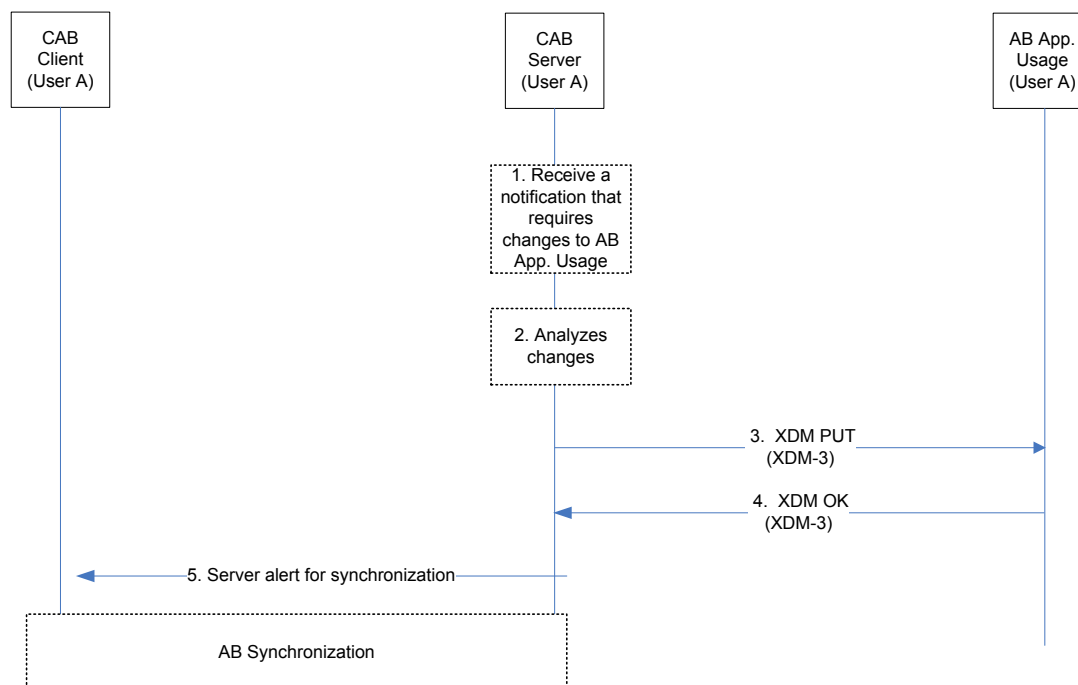 CAB
Client
(User A)
CAB
Server
(User A)
AB App.
Usage
(User A)
1. Receive a
notification that
requires
changes to AB
App. Usage
2. Analyzes
changes
3. XDM PUT
(XDM-3)
4. XDM OK
(XDM-3)
5. Server alert for synchronization
AB Synchronization